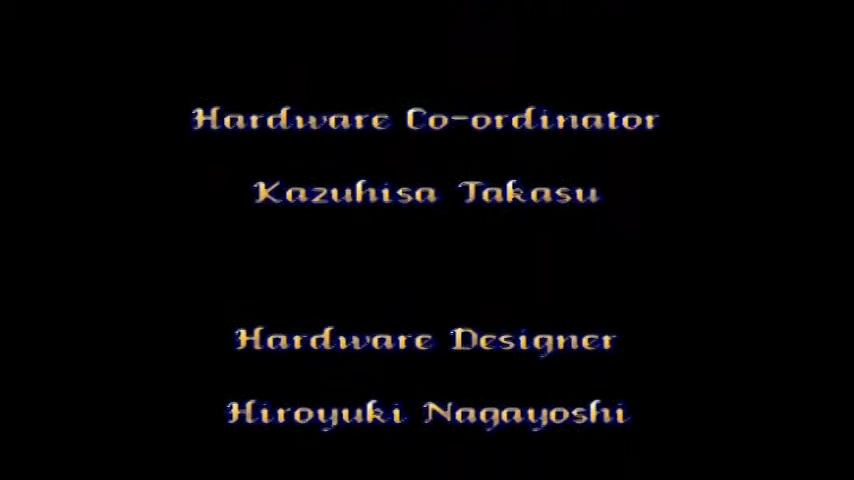 Hardware Co-ordinator
Kazuhisa Takasu
Hardware Designer
Hiroyuki Nagayoshi